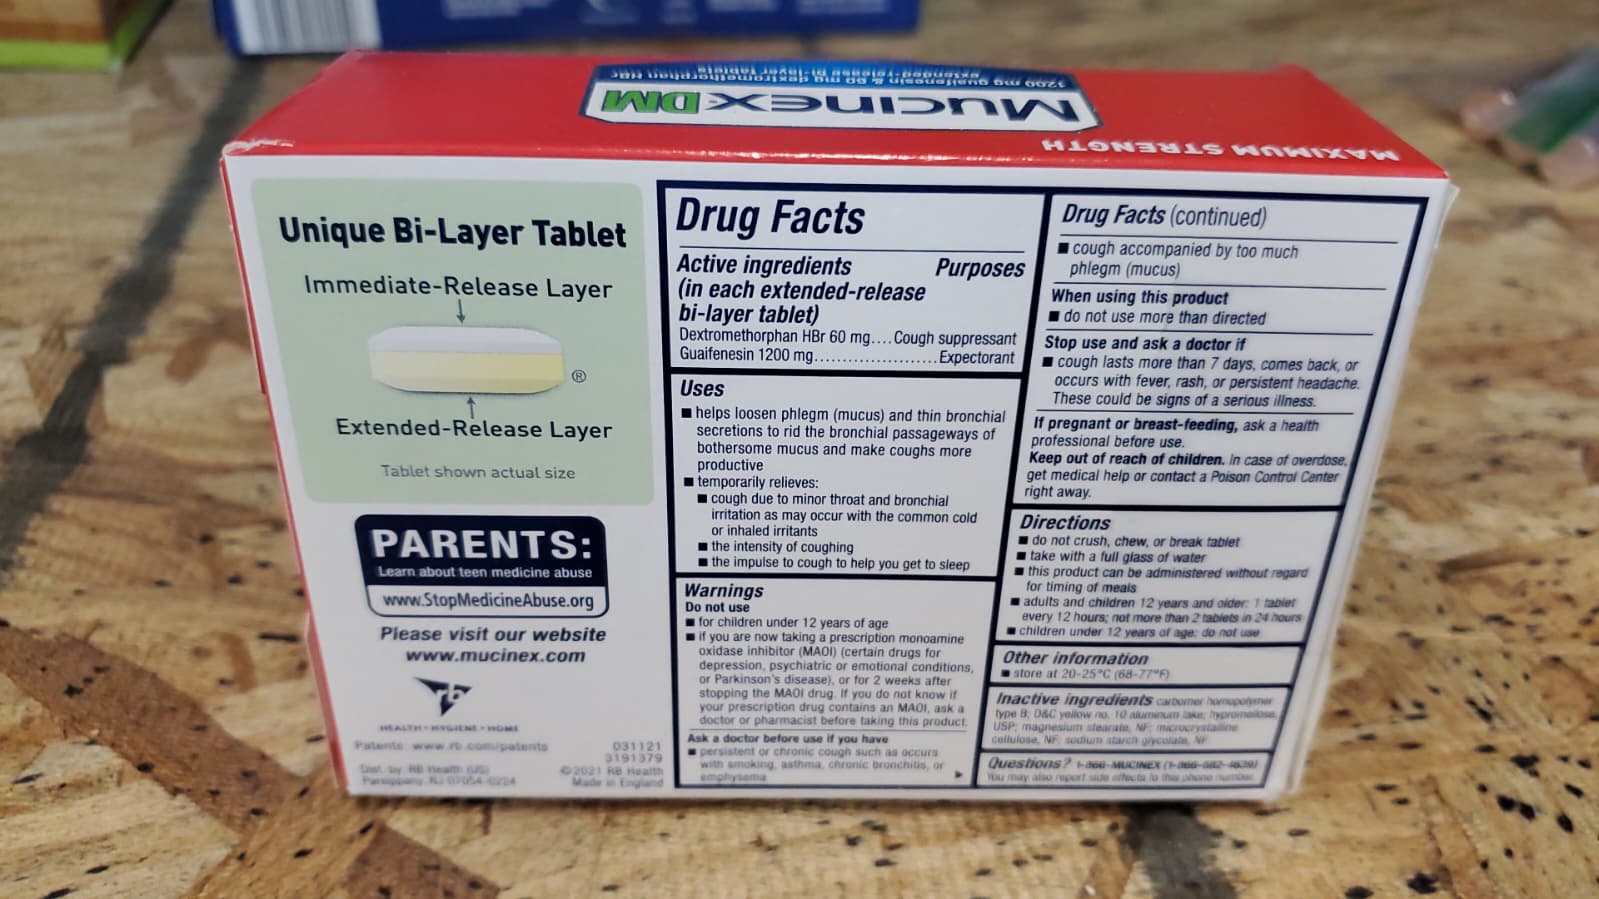 1200 mg guaifenesin & 60 mg dextromethorphan HBr
extended-release bi-layer tablets
Mucinex DM
MAXIMUM STRENGTH
Unique Bi-Layer Tablet
Immediate-Release Layer
®
Extended-Release Layer
Tablet shown actual size
PARENTS:
Learn about teen medicine abuse
www.StopMedicineAbuse.org
Please visit our website
www.mucinex.com
rb
HEALTH • HYGIENE • HOME
Patents: www.rb.com/patents
Dist. by: RB Health (US)
Parsippany, NJ 07054-0224
031121
3191379
©2021 RB Health
Made in England
Drug Facts
Active ingredients Purposes
(in each extended-release
bi-layer tablet)
Dextromethorphan HBr 60 mg....Cough suppressant
Guaifenesin 1200 mg......................Expectorant
Uses
■ helps loosen phlegm (mucus) and thin bronchial
secretions to rid the bronchial passageways of
bothersome mucus and make coughs more
productive
■ temporarily relieves:
■ cough due to minor throat and bronchial
irritation as may occur with the common cold
or inhaled irritants
■ the intensity of coughing
■ the impulse to cough to help you get to sleep
Warnings
Do not use
■ for children under 12 years of age
■ if you are now taking a prescription monoamine
oxidase inhibitor (MAOI) (certain drugs for
depression, psychiatric or emotional conditions,
or Parkinson's disease), or for 2 weeks after
stopping the MAOI drug. If you do not know if
your prescription drug contains an MAOI, ask a
doctor or pharmacist before taking this product.
Ask a doctor before use if you have
■ persistent or chronic cough such as occurs
with smoking, asthma, chronic bronchitis, or
emphysema
Drug Facts (continued)
■ cough accompanied by too much
phlegm (mucus)
When using this product
■ do not use more than directed
Stop use and ask a doctor if
■ cough lasts more than 7 days, comes back, or
occurs with fever, rash, or persistent headache.
These could be signs of a serious illness.
If pregnant or breast-feeding, ask a health
professional before use.
Keep out of reach of children. In case of overdose,
get medical help or contact a Poison Control Center
right away.
Directions
■ do not crush, chew, or break tablet
■ take with a full glass of water
■ this product can be administered without regard
for timing of meals
■ adults and children 12 years and older: 1 tablet
every 12 hours; not more than 2 tablets in 24 hours
■ children under 12 years of age: do not use
Other information
■ store at 20-25°C (68-77°F)
Inactive ingredients carbomer homopolymer
type B; D&C yellow no. 10 aluminum lake; hypromellose,
USP; magnesium stearate, NF; microcrystalline
cellulose, NF; sodium starch glycolate, NF
Questions? 1-866-MUCINEX (1-866-682-4639)
You may also report side effects to this phone number.